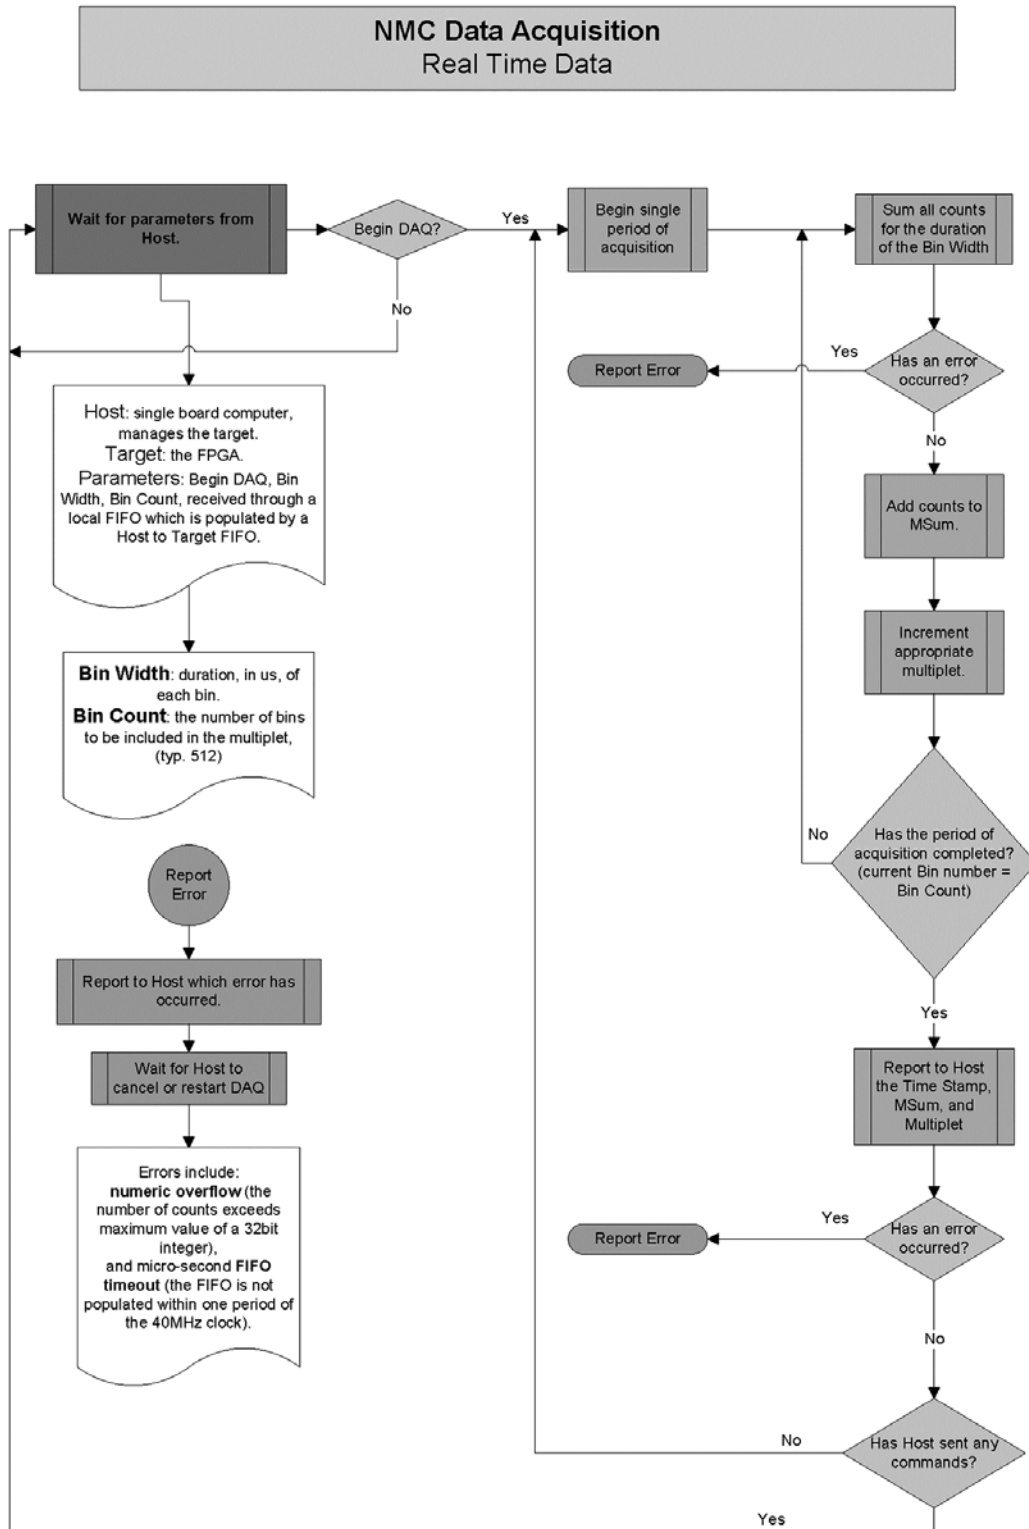 NMC Data Acquisition
Real Time Data
Wait for parameters from
Host.
Begin DAQ?
Yes
No
Begin single
period of
acquisition
Sum all counts
for the duration
of the Bin Width
Has an error
occurred?
Yes
Report Error
No
Host: single board computer,
manages the target.
Target: the FPGA.
Parameters: Begin DAQ, Bin
Width, Bin Count, received through a
local FIFO which is populated by a
Host to Target FIFO.
Add counts to
MSum.
Increment
appropriate
multiplet.
Bin Width: duration, in us, of
each bin.
Bin Count: the number of bins
to be included in the multiplet,
(typ. 512)
No
Has the period of
acquisition completed?
(current Bin number =
Bin Count)
Yes
Report
Error
Report to Host which error has
occurred.
Wait for Host to
cancel or restart DAQ
Errors include:
numeric overflow (the
number of counts exceeds
maximum value of a 32bit
integer),
and micro-second FIFO
timeout (the FIFO is not
populated within one period of
the 40MHz clock).
Report to Host
the Time Stamp,
MSum, and
Multiplet
Has an error
occurred?
Yes
Report Error
No
Has Host sent any
commands?
No
Yes